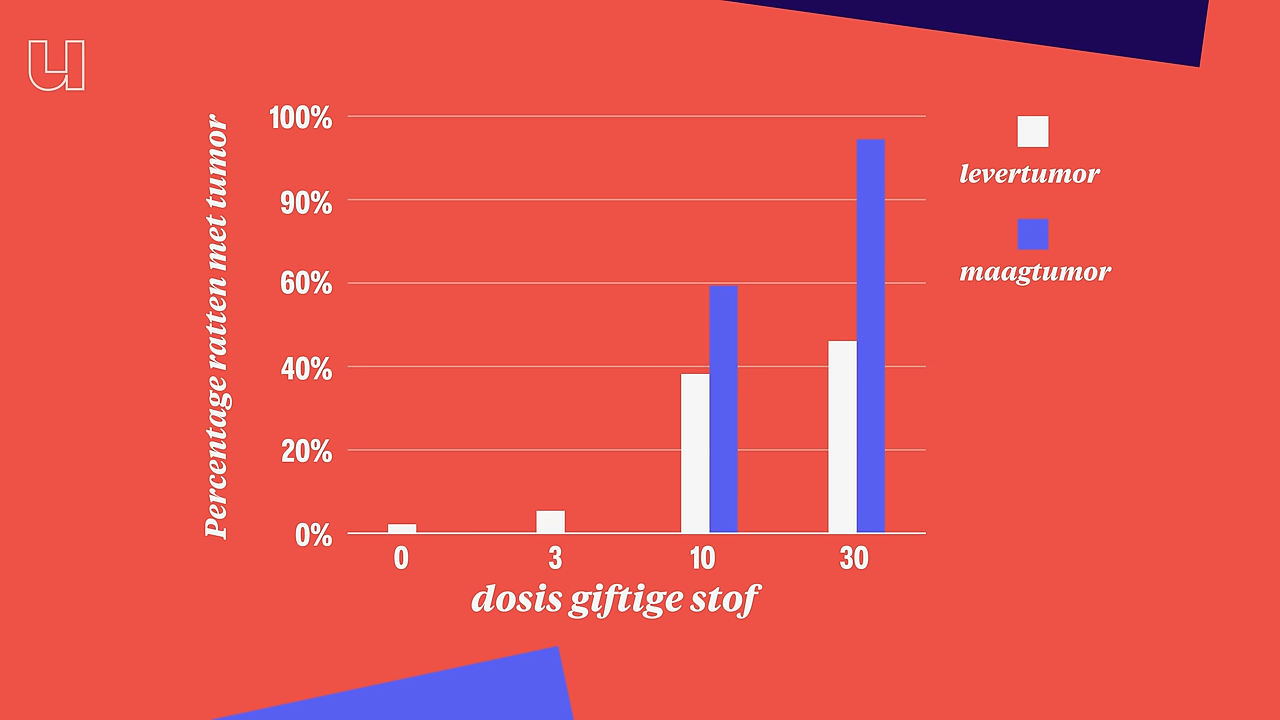 u
Percentage ratten met tumor
100%
90%
60%
40%
20%
0%
0 3 10 30
dosis giftige stof
levertumor
maagtumor